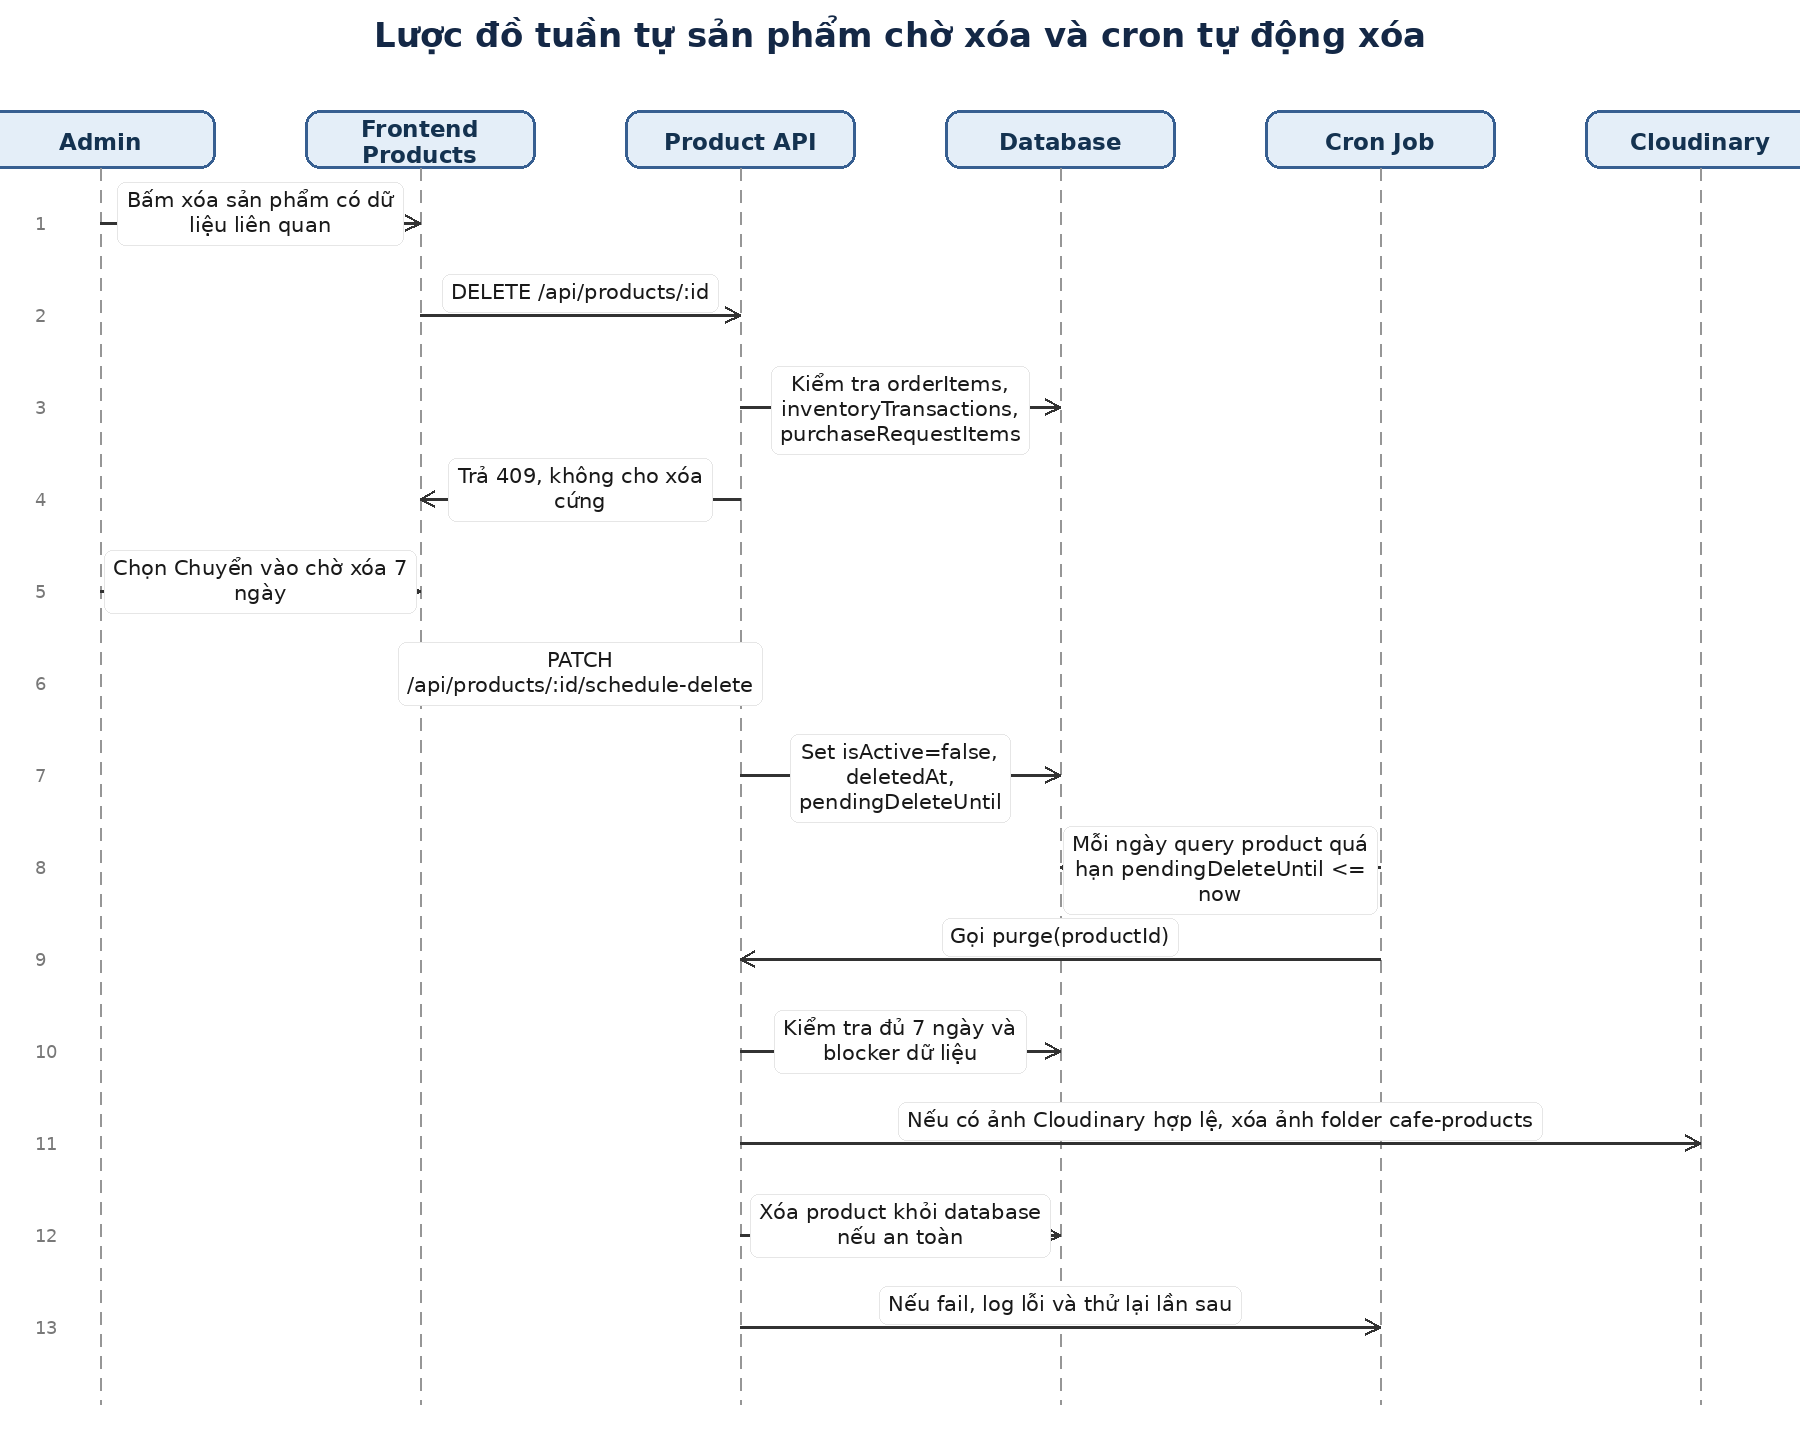 Lược đồ tuần tự sản phẩm chờ xóa và cron tự động xóa
Admin
Frontend
Products
Product API
Database
Cron Job
Cloudinary
1
Bấm xóa sản phẩm có dữ
liệu liên quan
2
DELETE /api/products/:id
3
Kiểm tra orderItems,
inventoryTransactions,
purchaseRequestItems
4
Trả 409, không cho xóa
cứng
5
Chọn Chuyển vào chờ xóa 7
ngày
6
PATCH
/api/products/:id/schedule-delete
7
Set isActive=false,
deletedAt,
pendingDeleteUntil
8
Mỗi ngày query product quá
hạn pendingDeleteUntil <=
now
9
Gọi purge(productId)
10
Kiểm tra đủ 7 ngày và
blocker dữ liệu
11
Nếu có ảnh Cloudinary hợp lệ, xóa ảnh folder cafe-products
12
Xóa product khỏi database
nếu an toàn
13
Nếu fail, log lỗi và thử lại lần sau